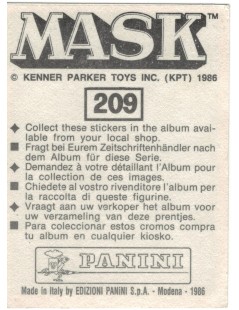 MASK™
© KENNER PARKER TOYS INC. (KPT) 1986
209
◆ Collect these stickers in the album avai-
lable from your local shop.
■ Fragt bei Eurem Zeitschriftenhändler nach
dem Album für diese Serie.
◆ Demandez à votre détaillant l'Album pour
la collection de ces images.
■ Chiedete al vostro rivenditore l'album per
la raccolta di queste figurine.
◆ Vraagt aan uw verkoper het album voor
uw verzameling van deze prentjes.
■ Para coleccionar estos cromos compra
tu album en cualquier kiosko.
PANINI
Made in Italy by EDIZIONI PANINI S.p.A. - Modena - 1986